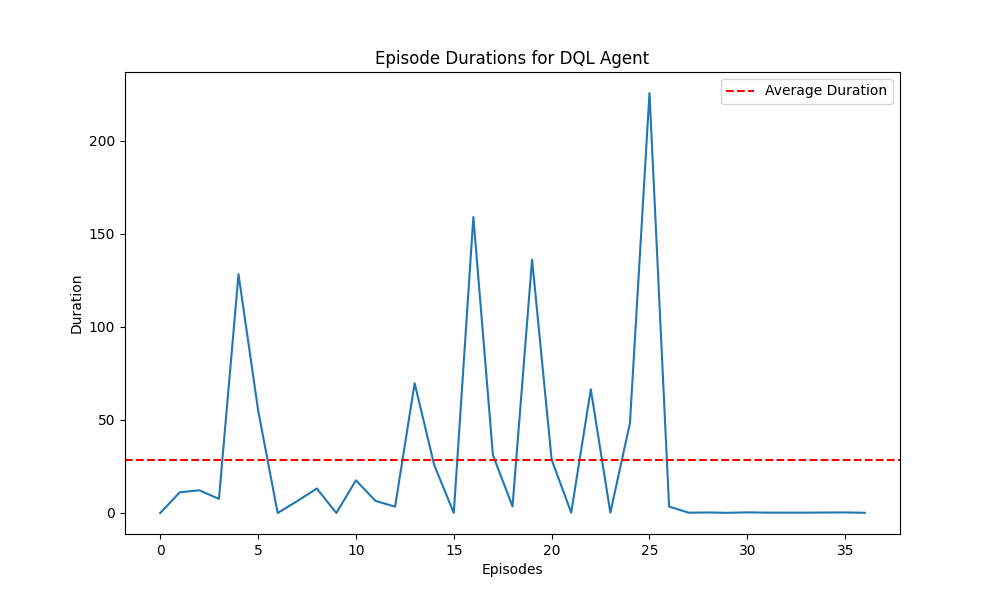 Episode Durations for DQL Agent
Average Duration
200
150
100
50
0
Duration
0 5 10 15 20 25 30 35
Episodes